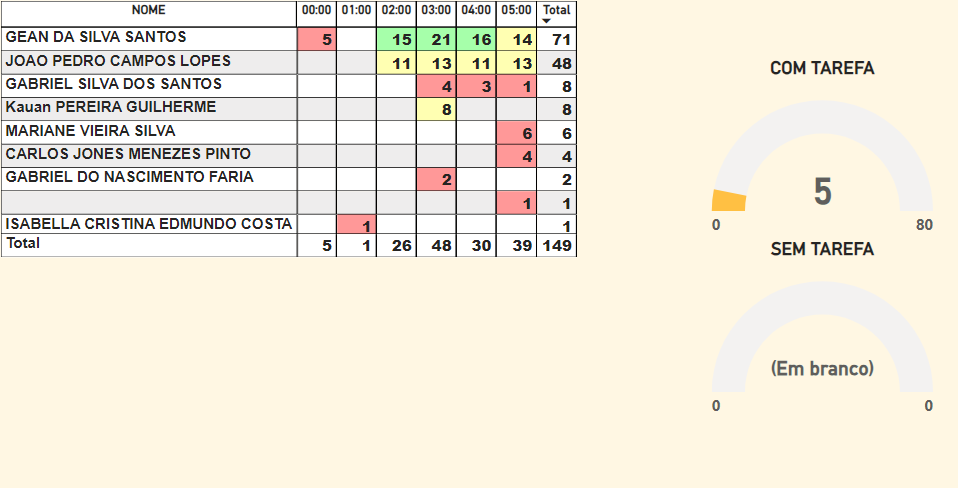 NOME 00:00 01:00 02:00 03:00 04:00 05:00 Total
GEAN DA SILVA SANTOS 5 15 21 16 14 71
JOAO PEDRO CAMPOS LOPES 11 13 11 13 48
GABRIEL SILVA DOS SANTOS 4 3 1 8
Kauan PEREIRA GUILHERME 8 8
MARIANE VIEIRA SILVA 6 6
CARLOS JONES MENEZES PINTO 4 4
GABRIEL DO NASCIMENTO FARIA 2 2
1 1
ISABELLA CRISTINA EDMUNDO COSTA 1 1
Total 5 1 26 48 30 39 149
COM TAREFA
5
0 80
SEM TAREFA
(Em branco)
0 0